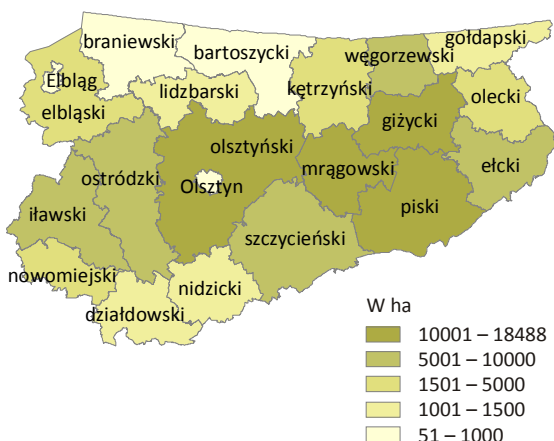 braniewski
bartoszycki
węgorzewski
gołdapski
Elbląg
lidzbarski
kętrzyński
olecki
elbląski
giżycki
olsztyński
ostródzki
Olsztyn
mrągowski
ełcki
iławski
piski
szczycieński
nowomiejski
nidzicki
działdowski
W ha
10001 – 18488
5001 – 10000
1501 – 5000
1001 – 1500
51 – 1000